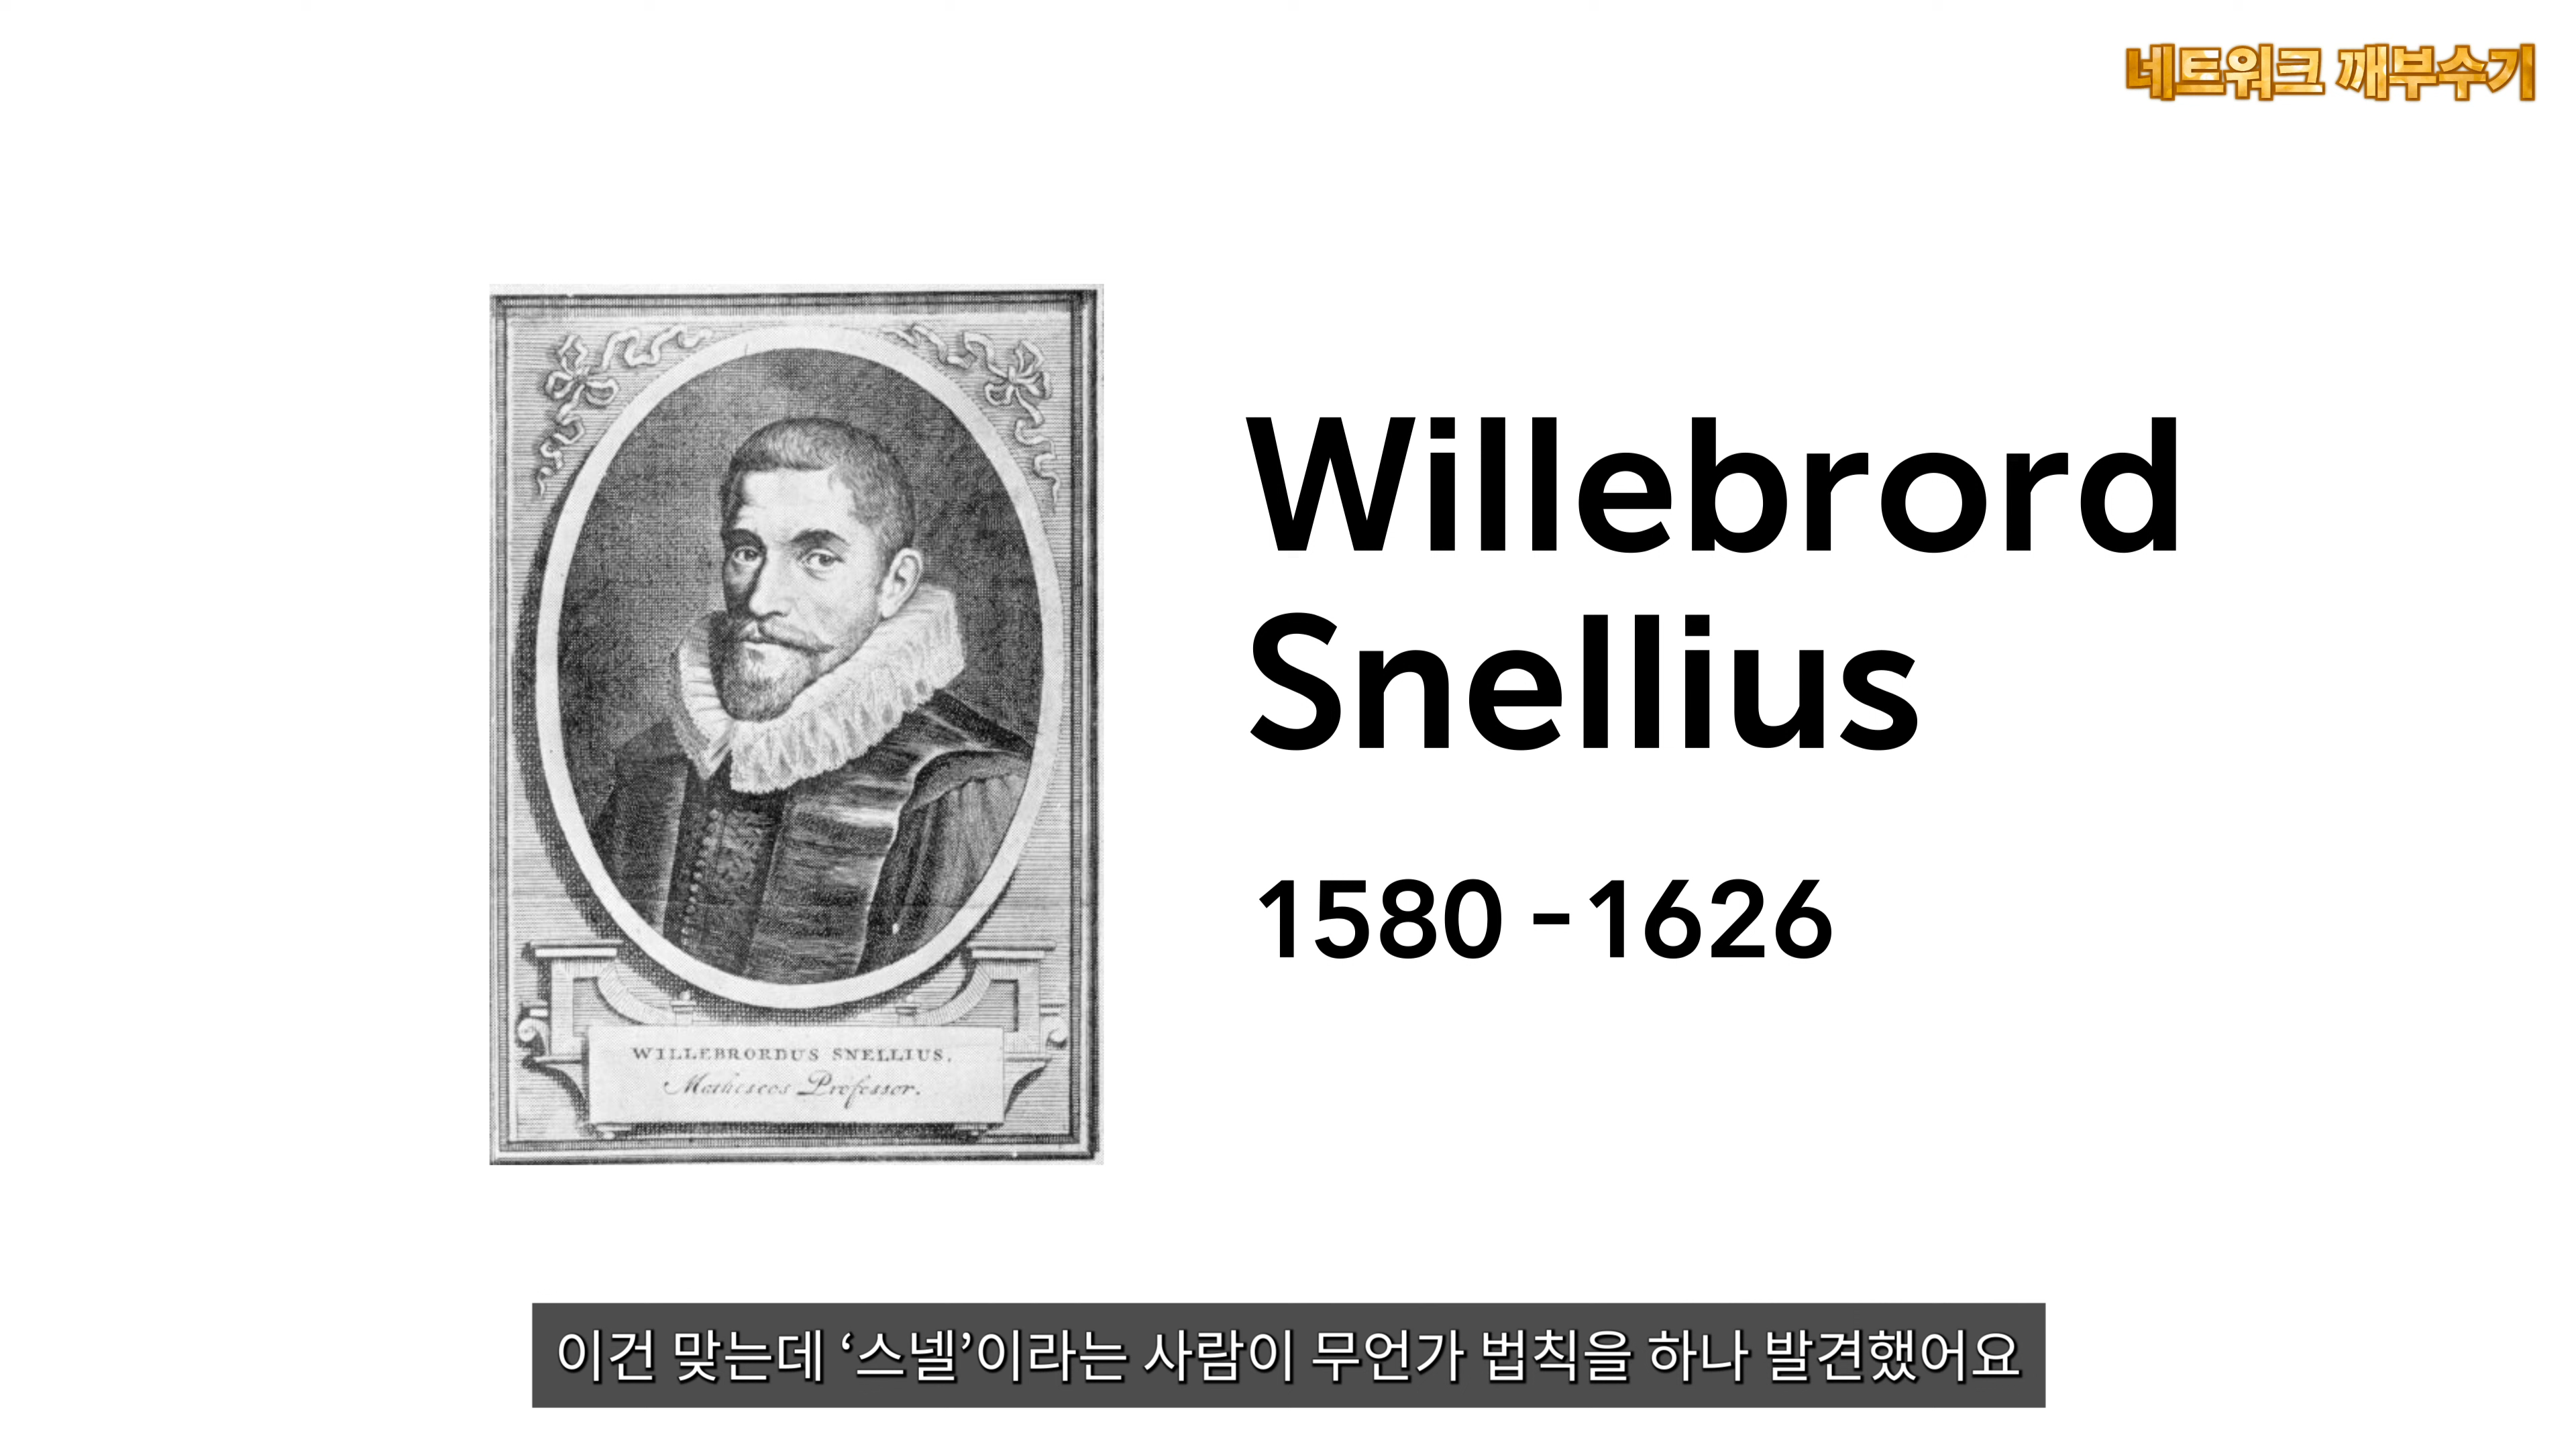 네트워크 깨부수기
Willebrord
Snellius
1580 - 1626
WILLEBRORDUS SNELLIUS,
Matheseos Professor.
이건 맞는데 ‘스넬’이라는 사람이 무언가 법칙을 하나 발견했어요